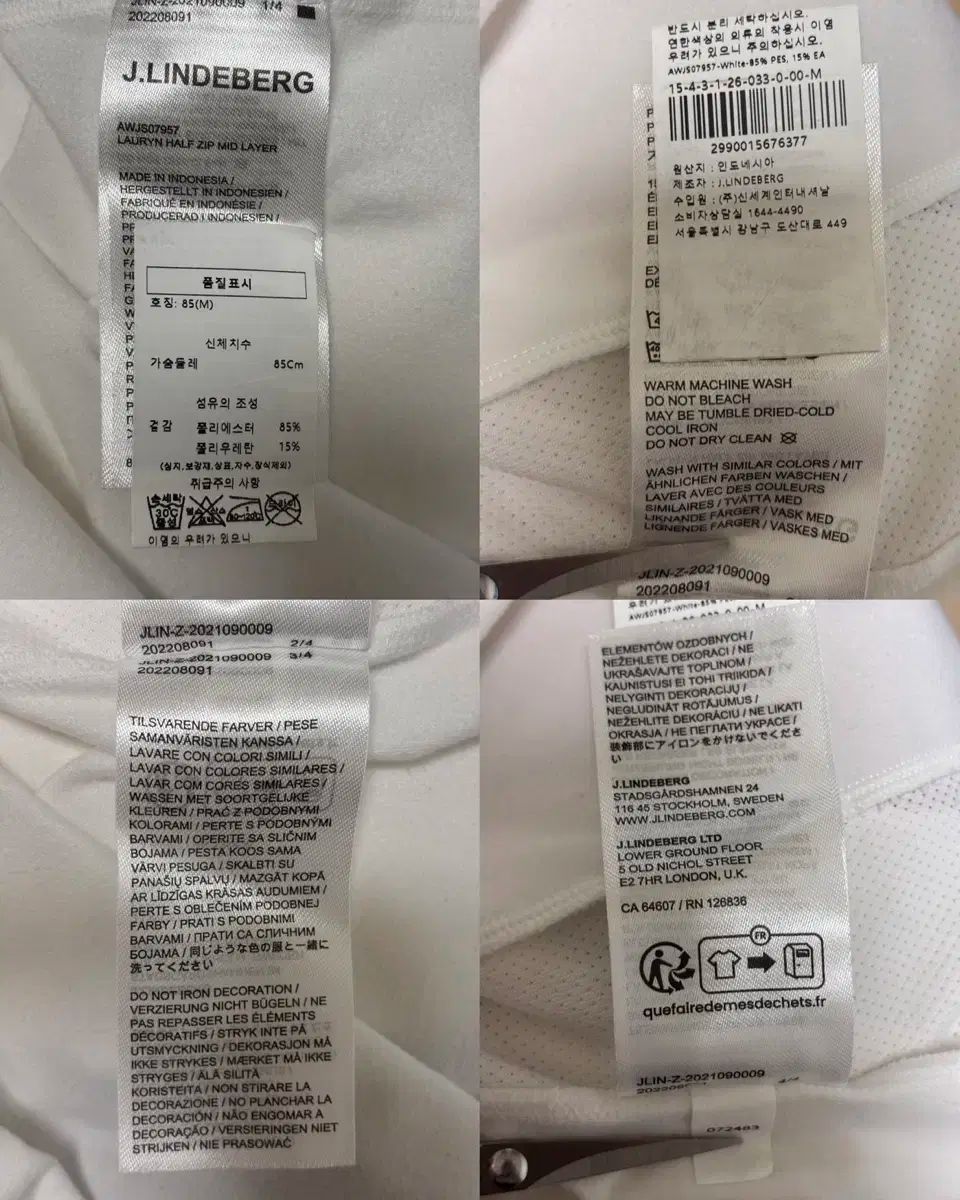 JLIN-Z-2021090009 1/4
202208091
J.LINDEBERG
AWJS07957
LAURYN HALF ZIP MID LAYER
MADE IN INDONESIA /
HERGESTELLT IN INDONESIEN /
FABRIQUÉ EN INDONÉSIE /
PRODUCERAD I INDONESIEN /
품질표시
호칭: 85(M)
신체치수
가슴둘레 85Cm
섬유의 조성
겉감 폴리에스터 85%
폴리우레탄 15%
(심지,보강재,상표,자수,장식제외)
취급주의 사항
약세탁
30℃
중성
80~120℃
이염의 우려가 있으니
반드시 분리 세탁하십시오.
연한색상의 의류의 착용시 이염
우려가 있으니 주의하십시오.
AWJS07957-White-85% PES, 15% EA
15-4-3-1-26-033-0-00-M
2990015676377
원산지 : 인도네시아
제조자 : J.LINDEBERG
수입원 : (주)신세계인터내셔날
소비자상담실 1644-4490
서울특별시 강남구 도산대로 449
WARM MACHINE WASH
DO NOT BLEACH
MAY BE TUMBLE DRIED-COLD
COOL IRON
DO NOT DRY CLEAN
WASH WITH SIMILAR COLORS / MIT
ÄHNLICHEN FARBEN WASCHEN /
LAVER AVEC DES COULEURS
SIMILAIRES / TVÄTTA MED
LIKNANDE FÄRGER / VASK MED
LIGNENDE FARGER / VASKES MED
JLIN-Z-2021090009
202208091
JLIN-Z-2021090009
202208091 2/4
JLIN-Z-2021090009 3/4
202208091
TILSVARENDE FARVER / PESE
SAMANVÄRISTEN KANSSA /
LAVARE CON COLORI SIMILI /
LAVAR CON COLORES SIMILARES /
LAVAR COM CORES SIMILARES /
WASSEN MET SOORTGELIJKE
KLEUREN / PRAĆ Z PODOBNYMI
KOLORAMI / PERTE S PODOBNÝMI
BARVAMI / OPERITE SA SLIČNIM
BOJAMA / PESTA KOOS SAMA
VÄRVI PESUGA / SKALBTI SU
PANAŠIŲ SPALVŲ / MAZGĀT KOPĀ
AR LĪDZĪGAS KRĀSAS AUDUMIEM /
PERTE S OBLEČENÍM PODOBNEJ
FARBY / PRATI S PODOBNIMI
BARVAMI / ПРАТИ СА СЛИЧНИМ
БОЈАМА / 同じような色の服と一緒に
洗ってください
DO NOT IRON DECORATION /
VERZIERUNG NICHT BÜGELN / NE
PAS REPASSER LES ÉLÉMENTS
DÉCORATIFS / STRYK INTE PÅ
UTSMYCKNING / DEKORASJON MÅ
IKKE STRYKES / MÆRKET MÅ IKKE
STRYGES / ÄLÄ SILITÄ
KORISTEITA / NON STIRARE LA
DECORAZIONE / NO PLANCHAR LA
DECORACIÓN / NÃO ENGOMAR A
DECORAÇÃO / VERSIERINGEN NIET
STRIJKEN / NIE PRASOWAĆ
AWJS07957-White-85%
ELEMENTÓW OZDOBNYCH /
NEŽEHLETE DEKORACI / NE
UKRAŠAVAJTE TOPLINOM /
KAUNISTUSI EI TOHI TRIIKIDA /
NELYGINTI DEKORACIJŲ /
NEGLUDINĀT ROTĀJUMUS /
NEŽEHLITE DEKORÁCIU / NE LIKATI
OKRASJA / НЕ ПЕГЛАТИ УКРАСЕ /
装飾部にアイロンをかけないでくださ
い
J.LINDEBERG
STADSGÅRDSHAMNEN 24
116 45 STOCKHOLM, SWEDEN
WWW.JLINDEBERG.COM
J.LINDEBERG LTD
LOWER GROUND FLOOR
5 OLD NICHOL STREET
E2 7HR LONDON, U.K.
CA 64607 / RN 126836
FR
quefairedemesdechets.fr
JLIN-Z-2021090009
4/4
072483